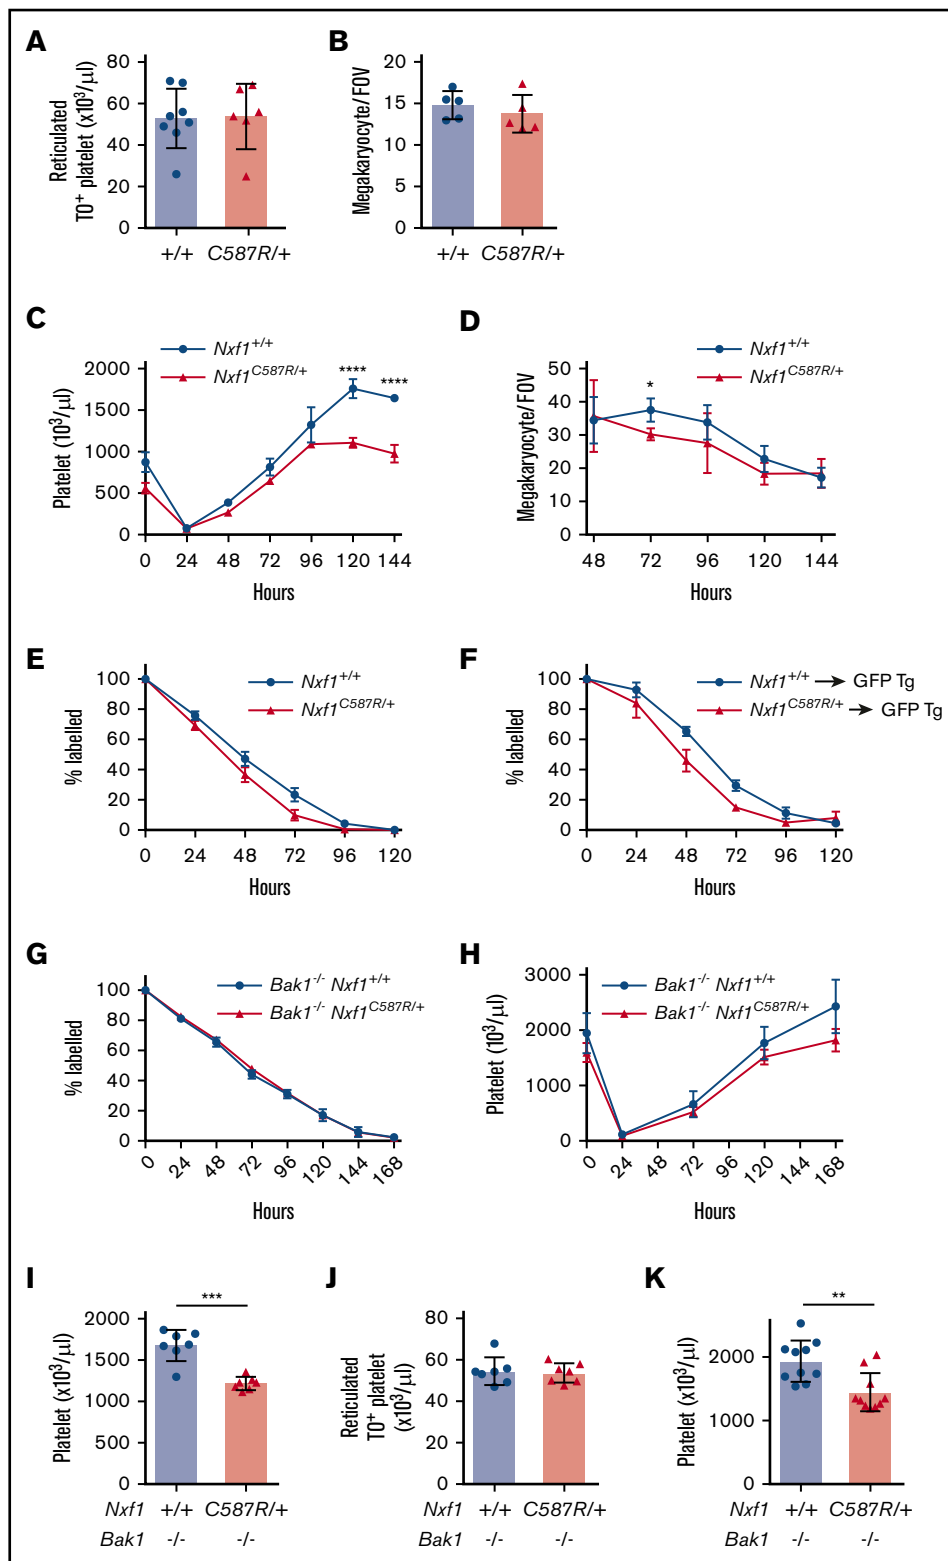 A
Reticulated
TO+ platelet (x10³/µl)
80
60
40
20
0
+/+ C587R/+
B
Megakaryocyte/FOV
20
15
10
5
0
+/+ C587R/+
C
Nxf1+/+
Nxf1C587R/+
Platelet (10³/µl)
2000
1500
1000
500
0
**** ****
0 24 48 72 96 120 144
Hours
D
Nxf1+/+
Nxf1C587R/+
Megakaryocyte/FOV
50
40
30
20
10
0
*
48 72 96 120 144
Hours
E
Nxf1+/+
Nxf1C587R/+
% labelled
100
80
60
40
20
0
0 24 48 72 96 120
Hours
F
Nxf1+/+ → GFP Tg
Nxf1C587R/+ → GFP Tg
% labelled
100
80
60
40
20
0
0 24 48 72 96 120
Hours
G
Bak1-/- Nxf1+/+
Bak1-/- Nxf1C587R/+
% labelled
100
80
60
40
20
0
0 24 48 72 96 120 144 168
Hours
H
Bak1-/- Nxf1+/+
Bak1-/- Nxf1C587R/+
Platelet (10³/µl)
3000
2000
1000
0
0 24 48 72 96 120 144 168
Hours
I
Platelet (x10³/µl)
2000
1500
1000
500
0
***
Nxf1 +/+ C587R/+
Bak1 -/- -/-
J
Reticulated
TO+ platelet
(x10³/µl)
80
60
40
20
0
Nxf1 +/+ C587R/+
Bak1 -/- -/-
K
Platelet (x10³/µl)
2000
1000
0
**
Nxf1 +/+ C587R/+
Bak1 -/- -/-